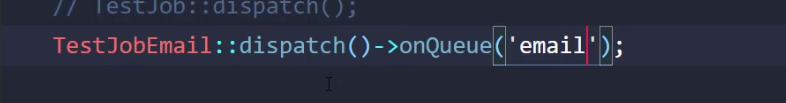 // TestJob::dispatch();
TestJobEmail::dispatch()->onQueue('email');